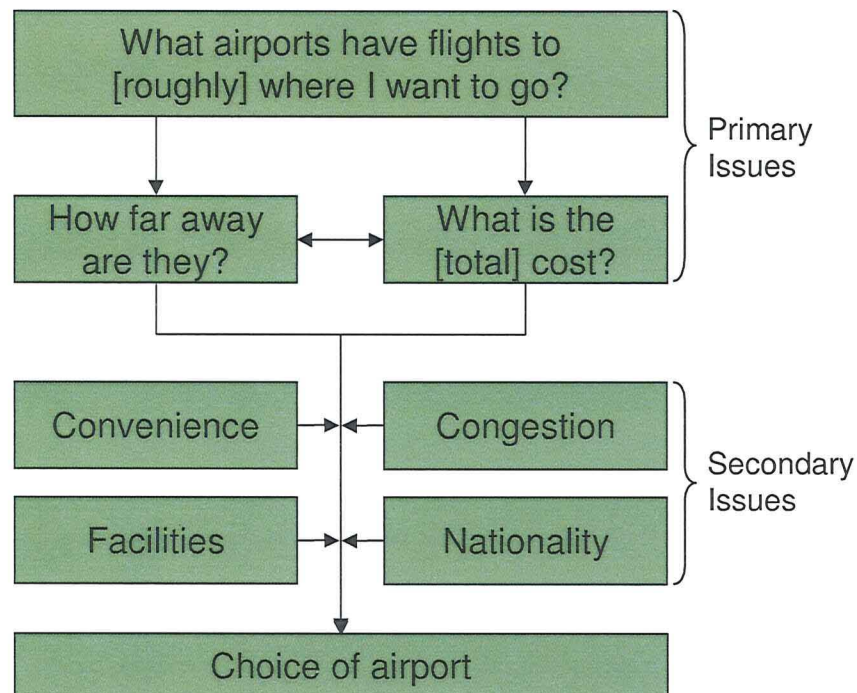 What airports have flights to
[roughly] where I want to go?
Primary
Issues
How far away
are they?
What is the
[total] cost?
Convenience
Congestion
Secondary
Issues
Facilities
Nationality
Choice of airport